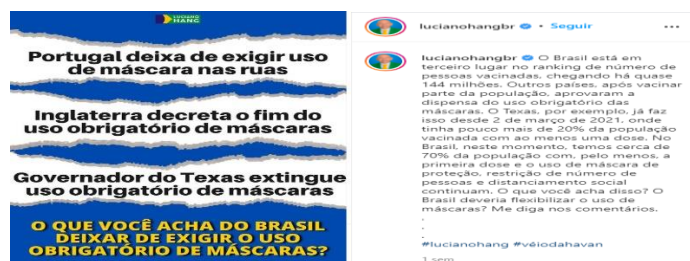 LUCIANO
HANG
Portugal deixa de exigir uso
de máscara nas ruas
Inglaterra decreta o fim do
uso obrigatório de máscaras
Governador do Texas extingue
uso obrigatório de máscaras
O QUE VOCÊ ACHA DO BRASIL
DEIXAR DE EXIGIR O USO
OBRIGATÓRIO DE MÁSCARAS?
lucianohangbr • Seguir
lucianohangbr O Brasil está em
terceiro lugar no ranking de número de
pessoas vacinadas, chegando há quase
144 milhões. Outros países, após vacinar
parte da população, aprovaram a
dispensa do uso obrigatório das
máscaras. O Texas, por exemplo, já faz
isso desde 2 de março de 2021, onde
tinha pouco mais de 20% da população
vacinada com ao menos uma dose. No
Brasil, neste momento, temos cerca de
70% da população com, pelo menos, a
primeira dose e o uso de máscara de
proteção, restrição de número de
pessoas e distanciamento social
continuam. O que você acha disso? O
Brasil deveria flexibilizar o uso de
máscaras? Me diga nos comentários.
.
.
.
#lucianohang #véiodahavan
1 sem